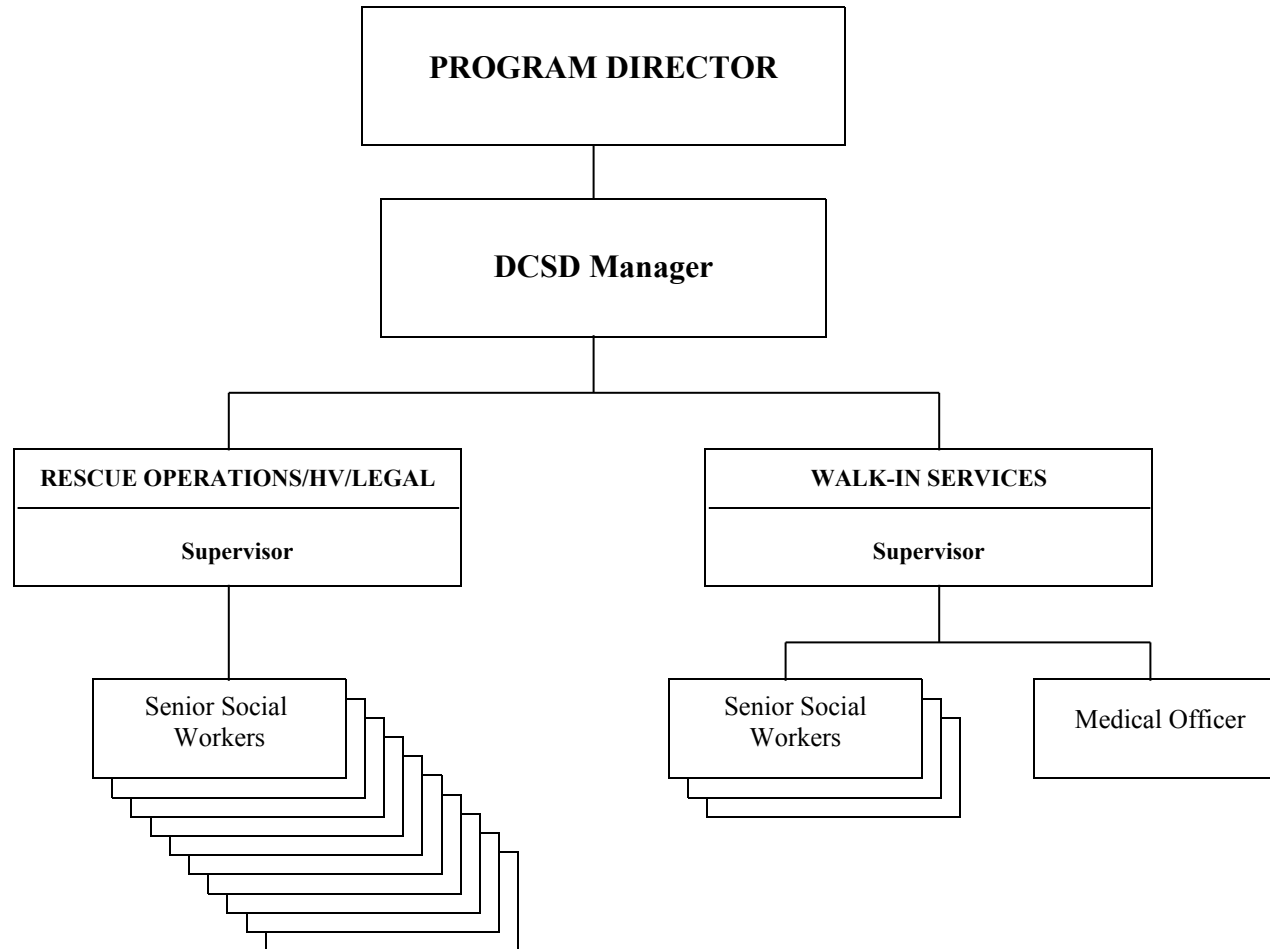 PROGRAM DIRECTOR
DCSD Manager
RESCUE OPERATIONS/HV/LEGAL
Supervisor
WALK-IN SERVICES
Supervisor
Senior Social
Workers
Senior Social
Workers
Medical Officer